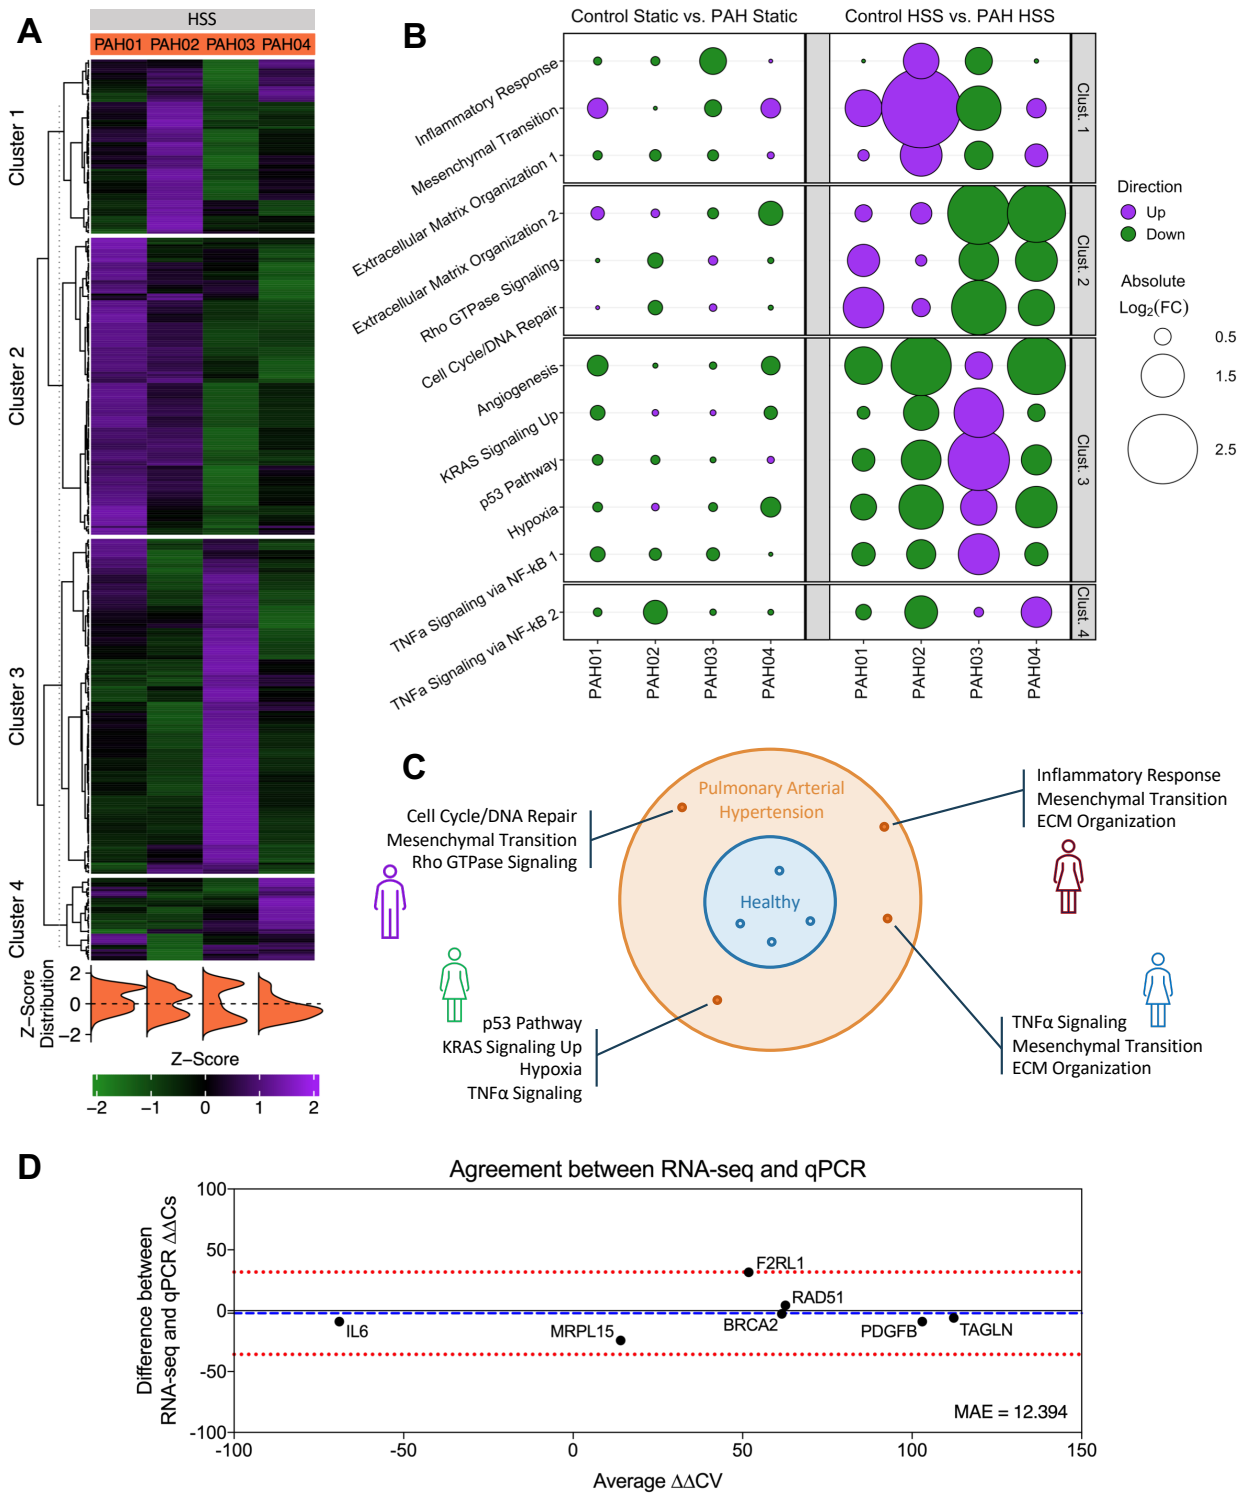 A
HSS
PAH01 PAH02 PAH03 PAH04
Cluster 1
Cluster 2
Cluster 3
Cluster 4
Z-Score
Distribution
2
0
-2
Z-Score
-2 -1 0 1 2
B
Control Static vs. PAH Static
Control HSS vs. PAH HSS
Inflammatory Response
Mesenchymal Transition
Extracellular Matrix Organization 1
Extracellular Matrix Organization 2
Rho GTPase Signaling
Cell Cycle/DNA Repair
Angiogenesis
KRAS Signaling Up
p53 Pathway
Hypoxia
TNFa Signaling via NF-kB 1
TNFa Signaling via NF-kB 2
Clust. 1
Clust. 2
Clust. 3
Clust. 4
PAH01 PAH02 PAH03 PAH04
PAH01 PAH02 PAH03 PAH04
Direction
Up
Down
Absolute
Log₂(FC)
0.5
1.5
2.5
C
Pulmonary Arterial
Hypertension
Healthy
Cell Cycle/DNA Repair
Mesenchymal Transition
Rho GTPase Signaling
Inflammatory Response
Mesenchymal Transition
ECM Organization
p53 Pathway
KRAS Signaling Up
Hypoxia
TNFα Signaling
TNFα Signaling
Mesenchymal Transition
ECM Organization
D
Agreement between RNA-seq and qPCR
Difference between
RNA-seq and qPCR ΔΔCs
100
50
0
-50
-100
F2RL1
RAD51
BRCA2
IL6
MRPL15
PDGFB
TAGLN
MAE = 12.394
-100 -50 0 50 100 150
Average ΔΔCV